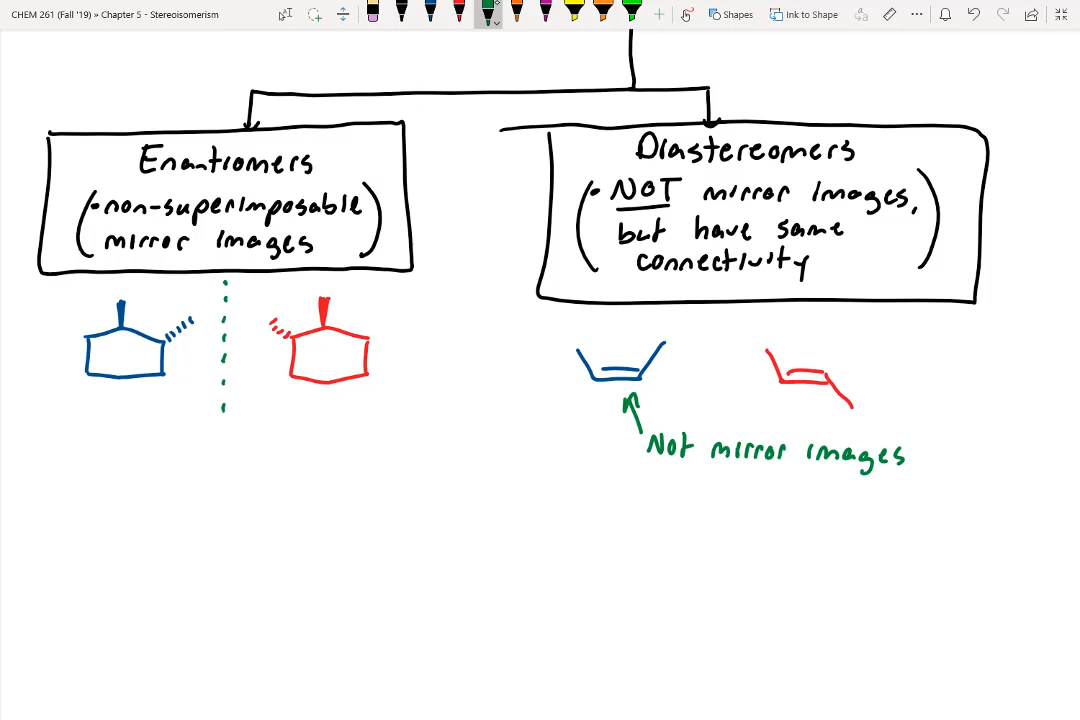 CHEM 261 (Fall '19) » Chapter 5 - Stereoisomerism
Shapes
Ink to Shape
Enantiomers
(• non-superimposable
mirror images)
Diastereomers
(• NOT mirror images,
but have same
connectivity)
Not mirror images